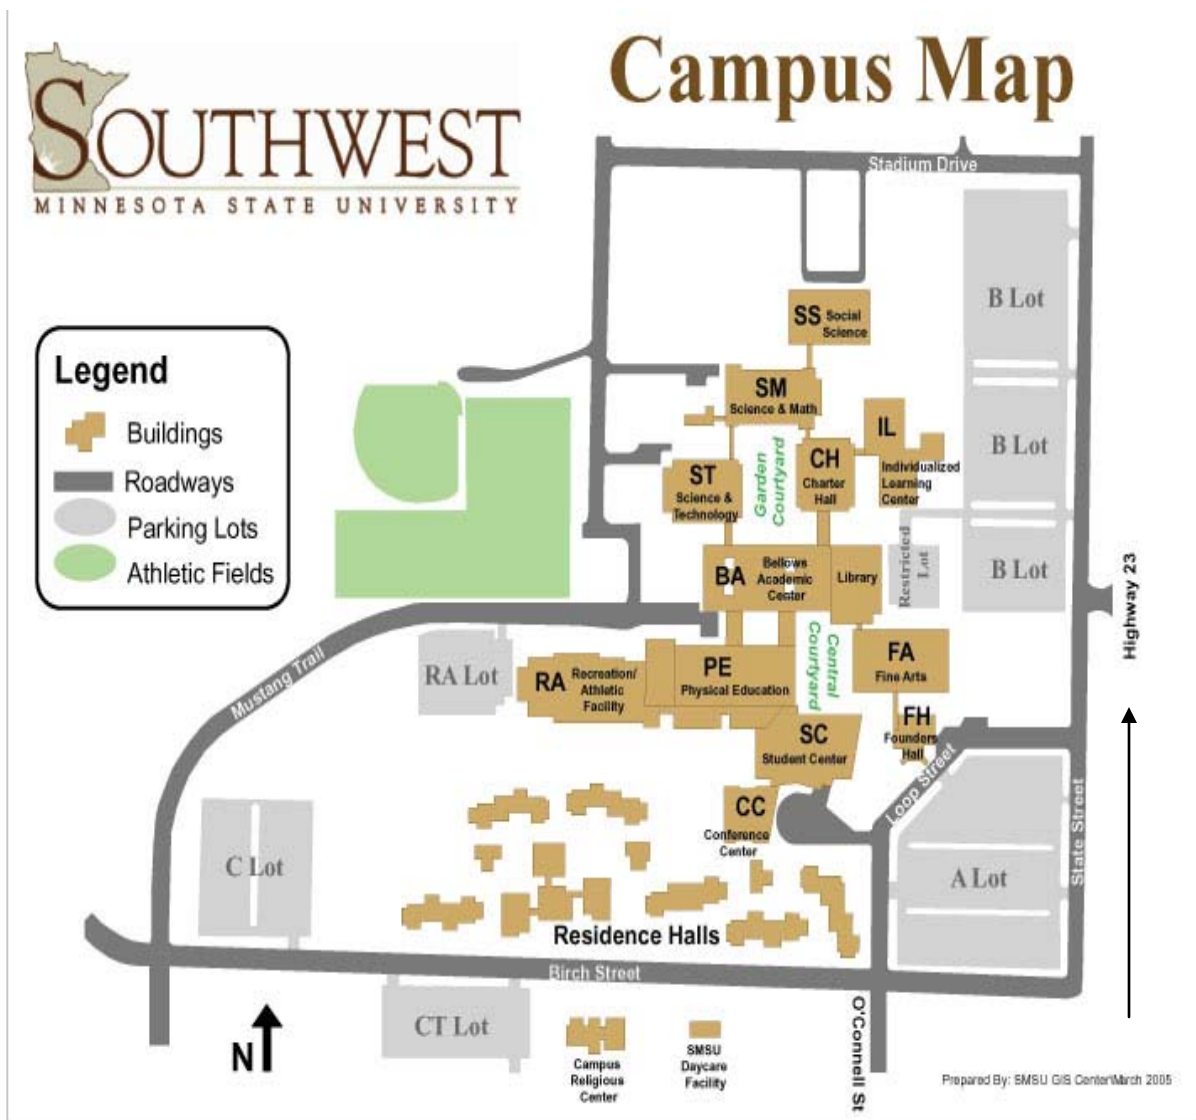 SOUTHWEST
MINNESOTA STATE UNIVERSITY
Campus Map
Stadium Drive
Legend
Buildings
Roadways
Parking Lots
Athletic Fields
B Lot
SS Social
Science
SM
Science & Math
IL
Individualized
Learning
Center
CH
Charter
Hall
B Lot
ST
Science &
Technology
Garden
Courtyard
BA
Bellows
Academic
Center
Library
Restricted
Lot
B Lot
Highway 23
Mustang Trail
RA Lot
RA
Recreation/
Athletic
Facility
PE
Physical Education
Central
Courtyard
FA
Fine Arts
FH
Founders
Hall
SC
Student Center
Loop Street
State Street
CC
Conference
Center
C Lot
A Lot
Residence Halls
Birch Street
CT Lot
O'Connell St
N
Campus
Religious
Center
SMSU
Daycare
Facility
Prepared By: SMSU GIS Center\March 2005